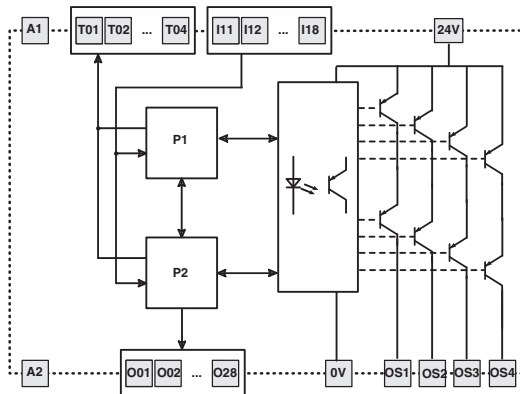 A1 T01 T02 ... T04 I11 I12 ... I18 24V
P1
P2
A2 O01 O02 ... O28 0V OS1 OS2 OS3 OS4